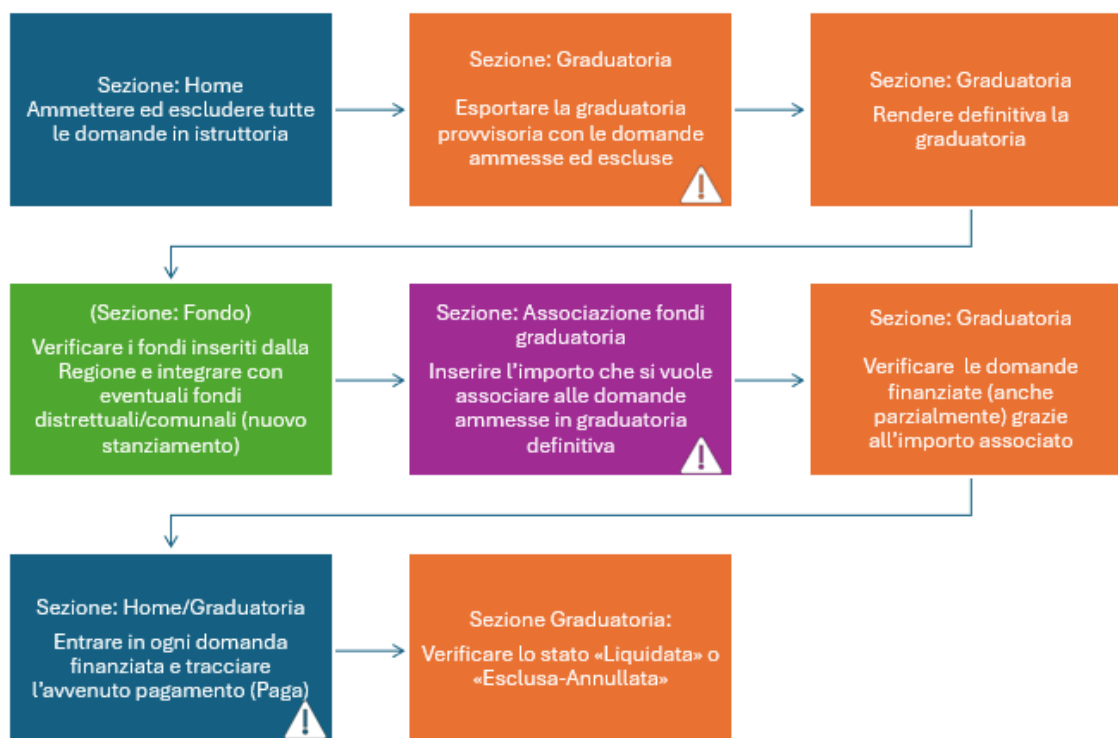 Sezione: Home
Ammettere ed escludere tutte
le domande in istruttoria
Sezione: Graduatoria
Esportare la graduatoria
provvisoria con le domande
ammesse ed escluse
Sezione: Graduatoria
Rendere definitiva la
graduatoria
(Sezione: Fondo)
Verificare i fondi inseriti dalla
Regione e integrare con
eventuali fondi
distrettuali/comunali (nuovo
stanziamento)
Sezione: Associazione fondi
graduatoria
Inserire l'importo che si vuole
associare alle domande
ammesse in graduatoria
definitiva
Sezione: Graduatoria
Verificare le domande
finanziate (anche
parzialmente) grazie
all'importo associato
Sezione: Home/Graduatoria
Entrare in ogni domanda
finanziata e tracciare
l'avvenuto pagamento (Paga)
Sezione Graduatoria:
Verificare lo stato «Liquidata» o
«Esclusa-Annullata»